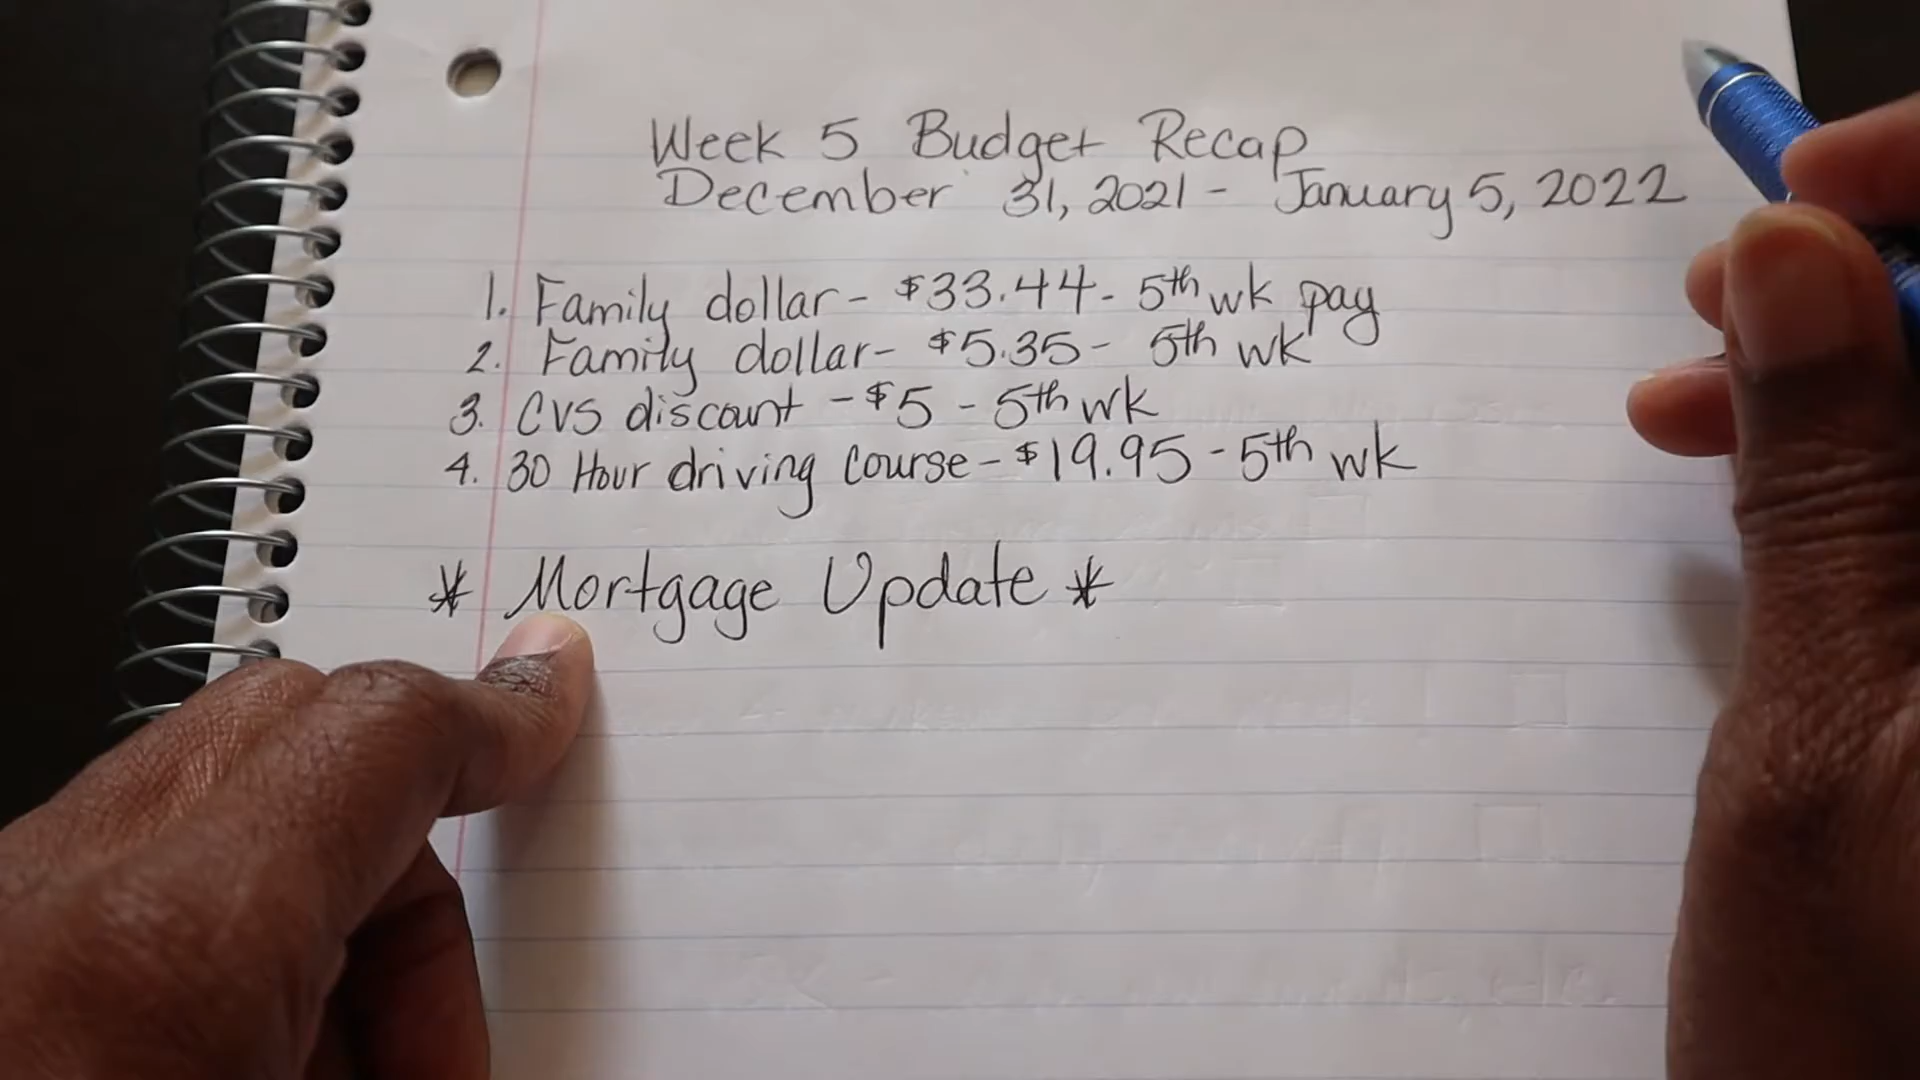 Week 5 Budget Recap
December 31, 2021 - January 5, 2022
1. Family dollar - $33.44 - 5th wk pay
2. Family dollar - $5.35 - 5th wk
3. CVS discount - $5 - 5th wk
4. 30 Hour driving course - $19.95 - 5th wk
* Mortgage Update *